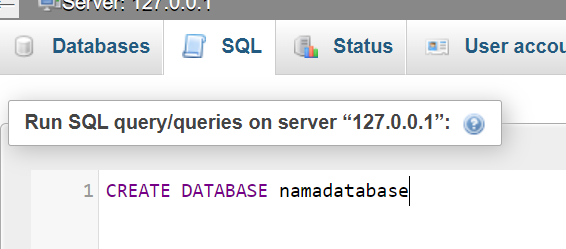 Server: 127.0.0.1
Databases SQL Status User accou
Run SQL query/queries on server “127.0.0.1”:
1 CREATE DATABASE namadatabase